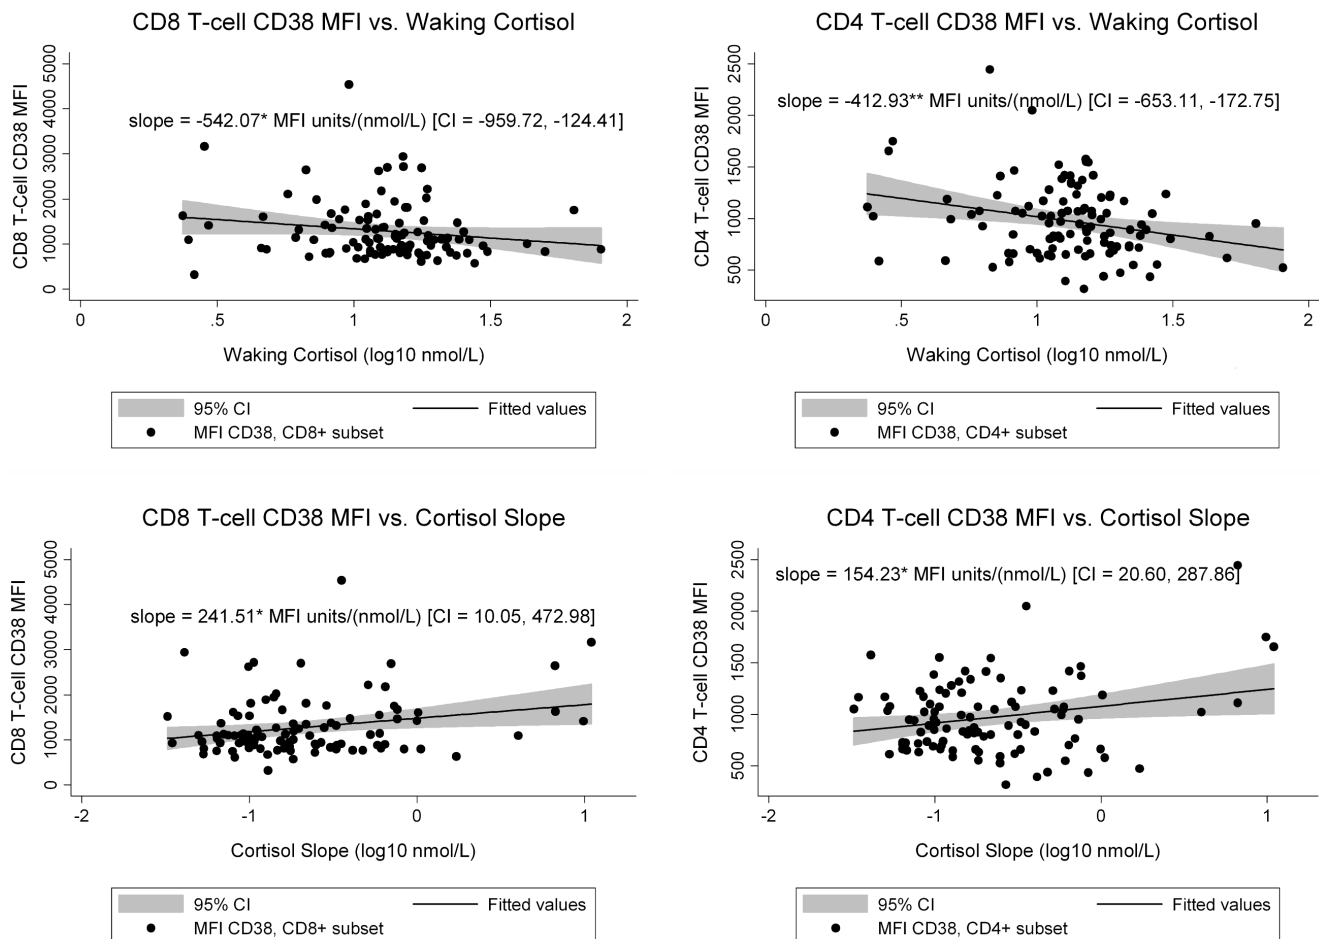 CD8 T-cell CD38 MFI vs. Waking Cortisol
CD8 T-Cell CD38 MFI
5000
4000
3000
2000
1000
0
slope = -542.07* MFI units/(nmol/L) [CI = -959.72, -124.41]
0 .5 1 1.5 2
Waking Cortisol (log10 nmol/L)
95% CI Fitted values
MFI CD38, CD8+ subset
CD4 T-cell CD38 MFI vs. Waking Cortisol
CD4 T-cell CD38 MFI
2500
2000
1500
1000
500
slope = -412.93** MFI units/(nmol/L) [CI = -653.11, -172.75]
0 .5 1 1.5 2
Waking Cortisol (log10 nmol/L)
95% CI Fitted values
MFI CD38, CD4+ subset
CD8 T-cell CD38 MFI vs. Cortisol Slope
CD8 T-Cell CD38 MFI
5000
4000
3000
2000
1000
0
slope = 241.51* MFI units/(nmol/L) [CI = 10.05, 472.98]
-2 -1 0 1
Cortisol Slope (log10 nmol/L)
95% CI Fitted values
MFI CD38, CD8+ subset
CD4 T-cell CD38 MFI vs. Cortisol Slope
CD4 T-cell CD38 MFI
2500
2000
1500
1000
500
slope = 154.23* MFI units/(nmol/L) [CI = 20.60, 287.86]
-2 -1 0 1
Cortisol Slope (log10 nmol/L)
95% CI Fitted values
MFI CD38, CD4+ subset